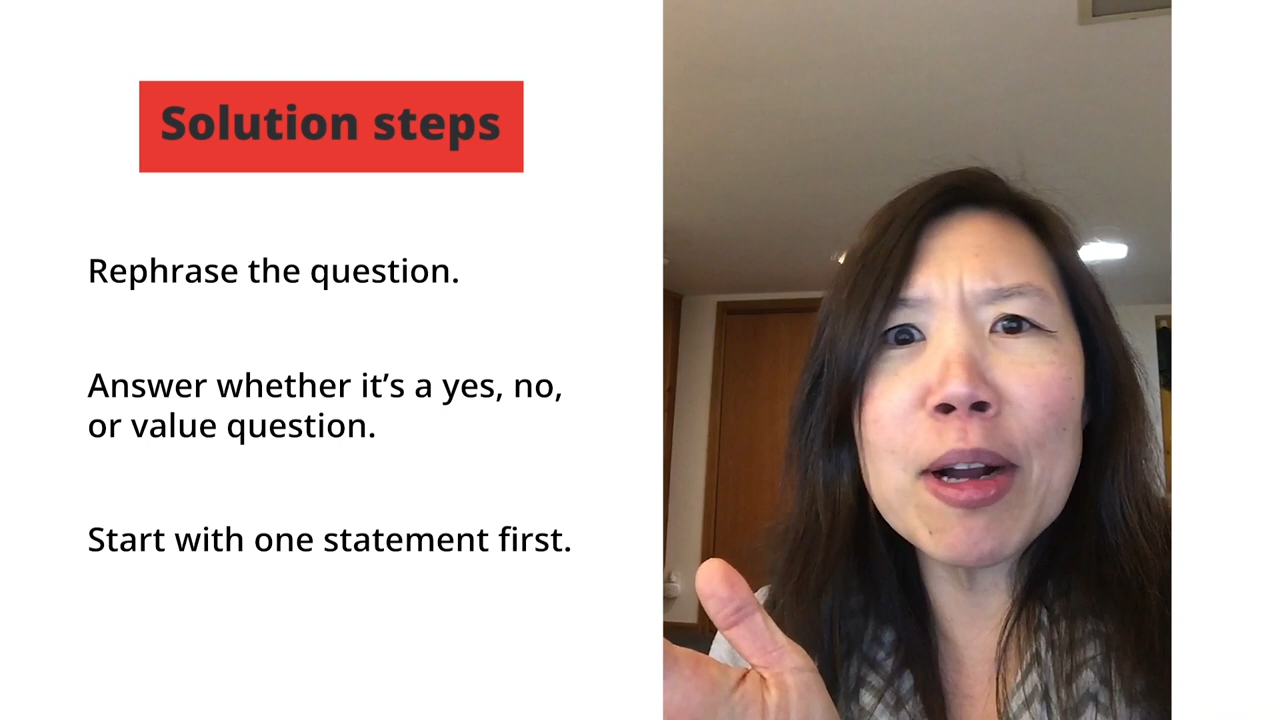 Solution steps
Rephrase the question.
Answer whether it’s a yes, no,
or value question.
Start with one statement first.